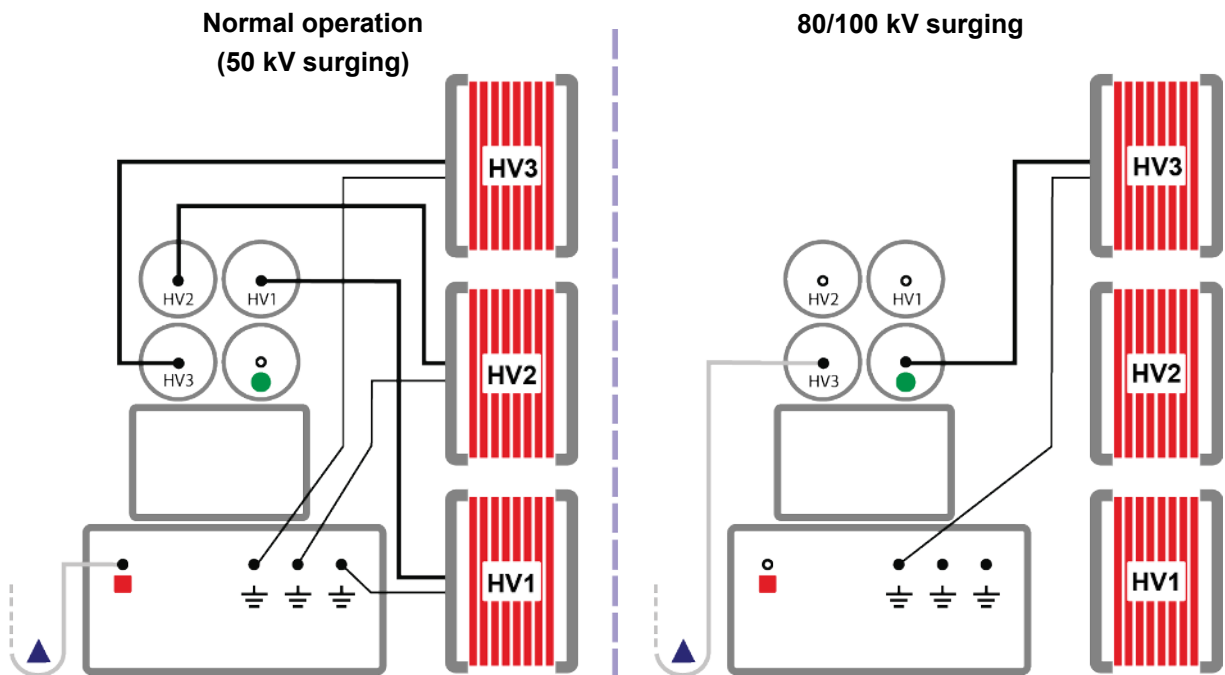 Normal operation
(50 kV surging)
80/100 kV surging
HV3
HV2
HV1
HV3
HV2
HV1
HV3
HV2
HV1
HV3
HV2
HV1